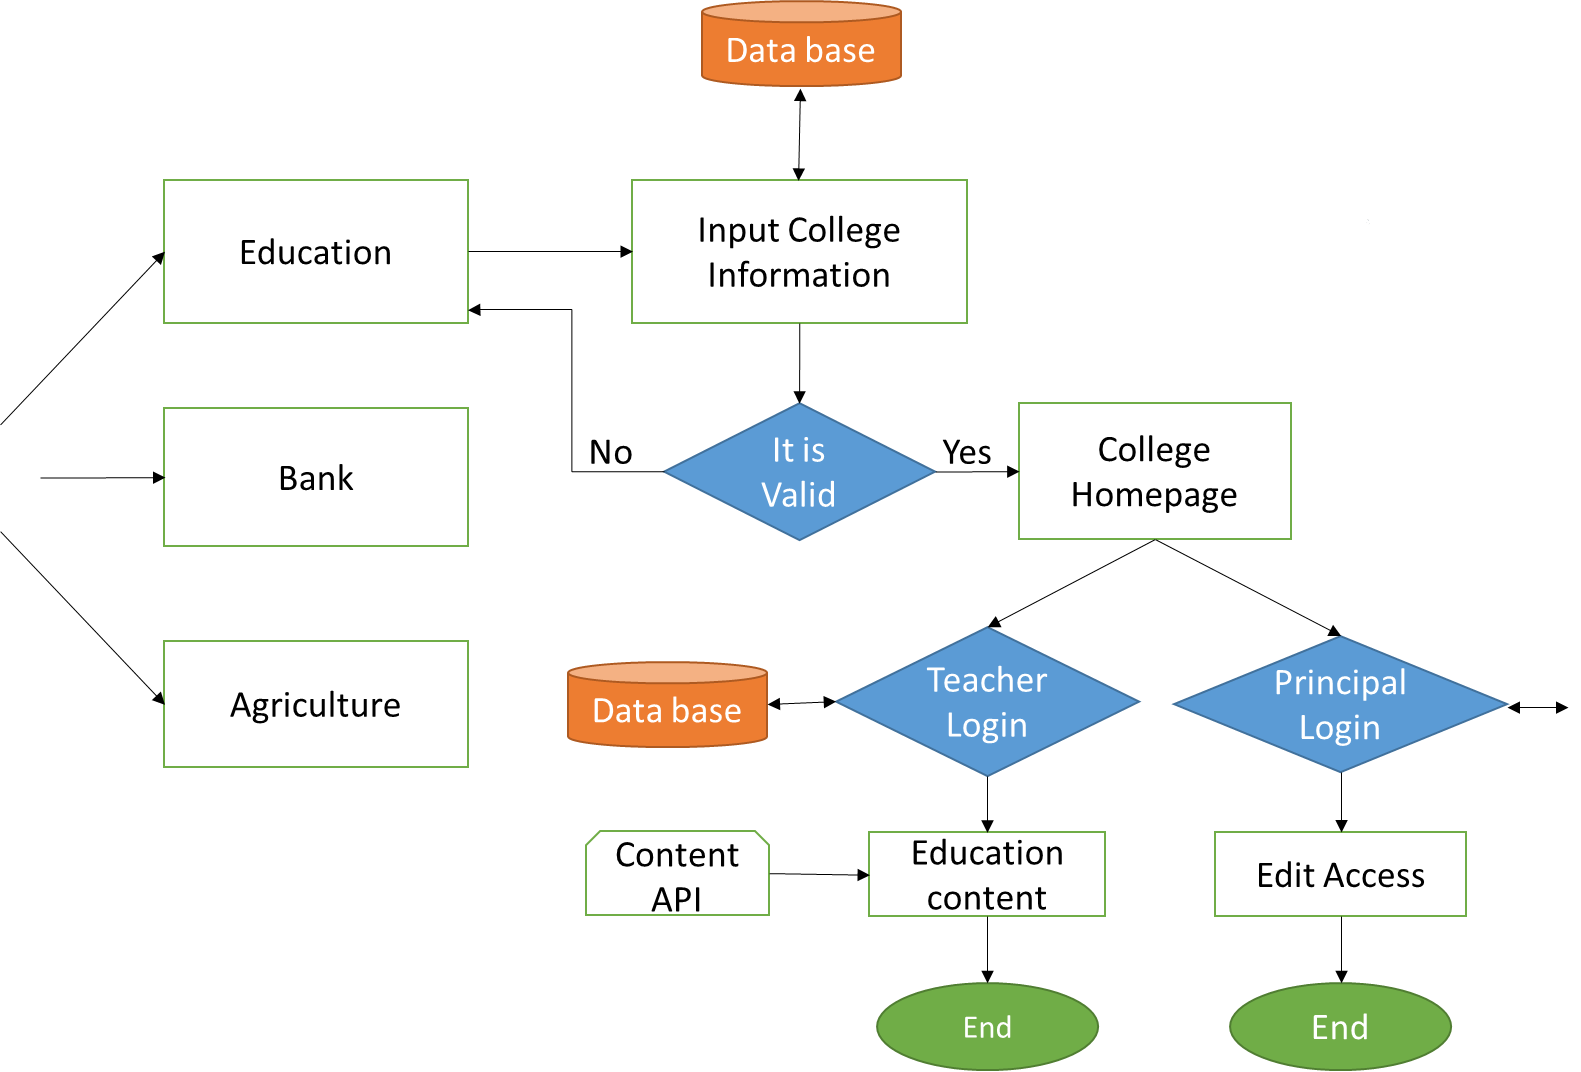 Data base
Education
Input College
Information
Bank
No
It is
Valid
Yes
College
Homepage
Agriculture
Data base
Teacher
Login
Principal
Login
Content
API
Education
content
Edit Access
End
End